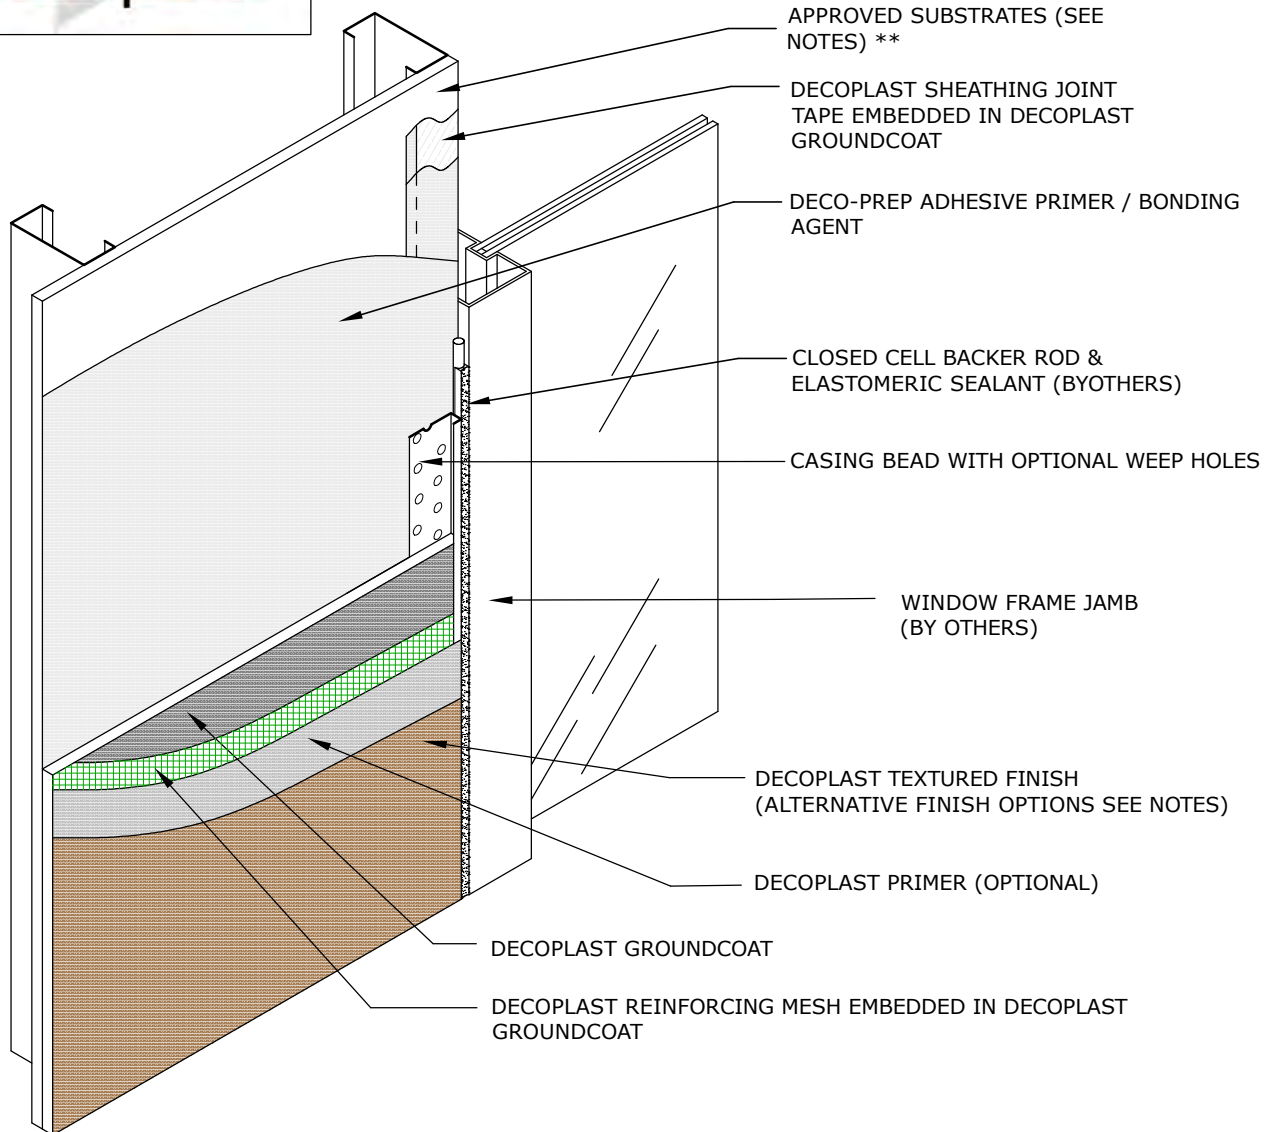 APPROVED SUBSTRATES (SEE
NOTES) **
DECOPLAST SHEATHING JOINT
TAPE EMBEDDED IN DECOPLAST
GROUNDCOAT
DECO-PREP ADHESIVE PRIMER / BONDING
AGENT
CLOSED CELL BACKER ROD &
ELASTOMERIC SEALANT (BYOTHERS)
CASING BEAD WITH OPTIONAL WEEP HOLES
WINDOW FRAME JAMB
(BY OTHERS)
DECOPLAST TEXTURED FINISH
(ALTERNATIVE FINISH OPTIONS SEE NOTES)
DECOPLAST PRIMER (OPTIONAL)
DECOPLAST GROUNDCOAT
DECOPLAST REINFORCING MESH EMBEDDED IN DECOPLAST
GROUNDCOAT